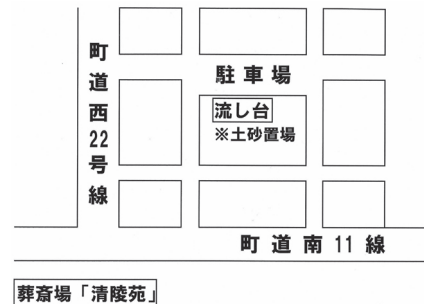 町道西22号線
駐車場
流し台
※土砂置場
町道南11線
葬斎場「清陵苑」